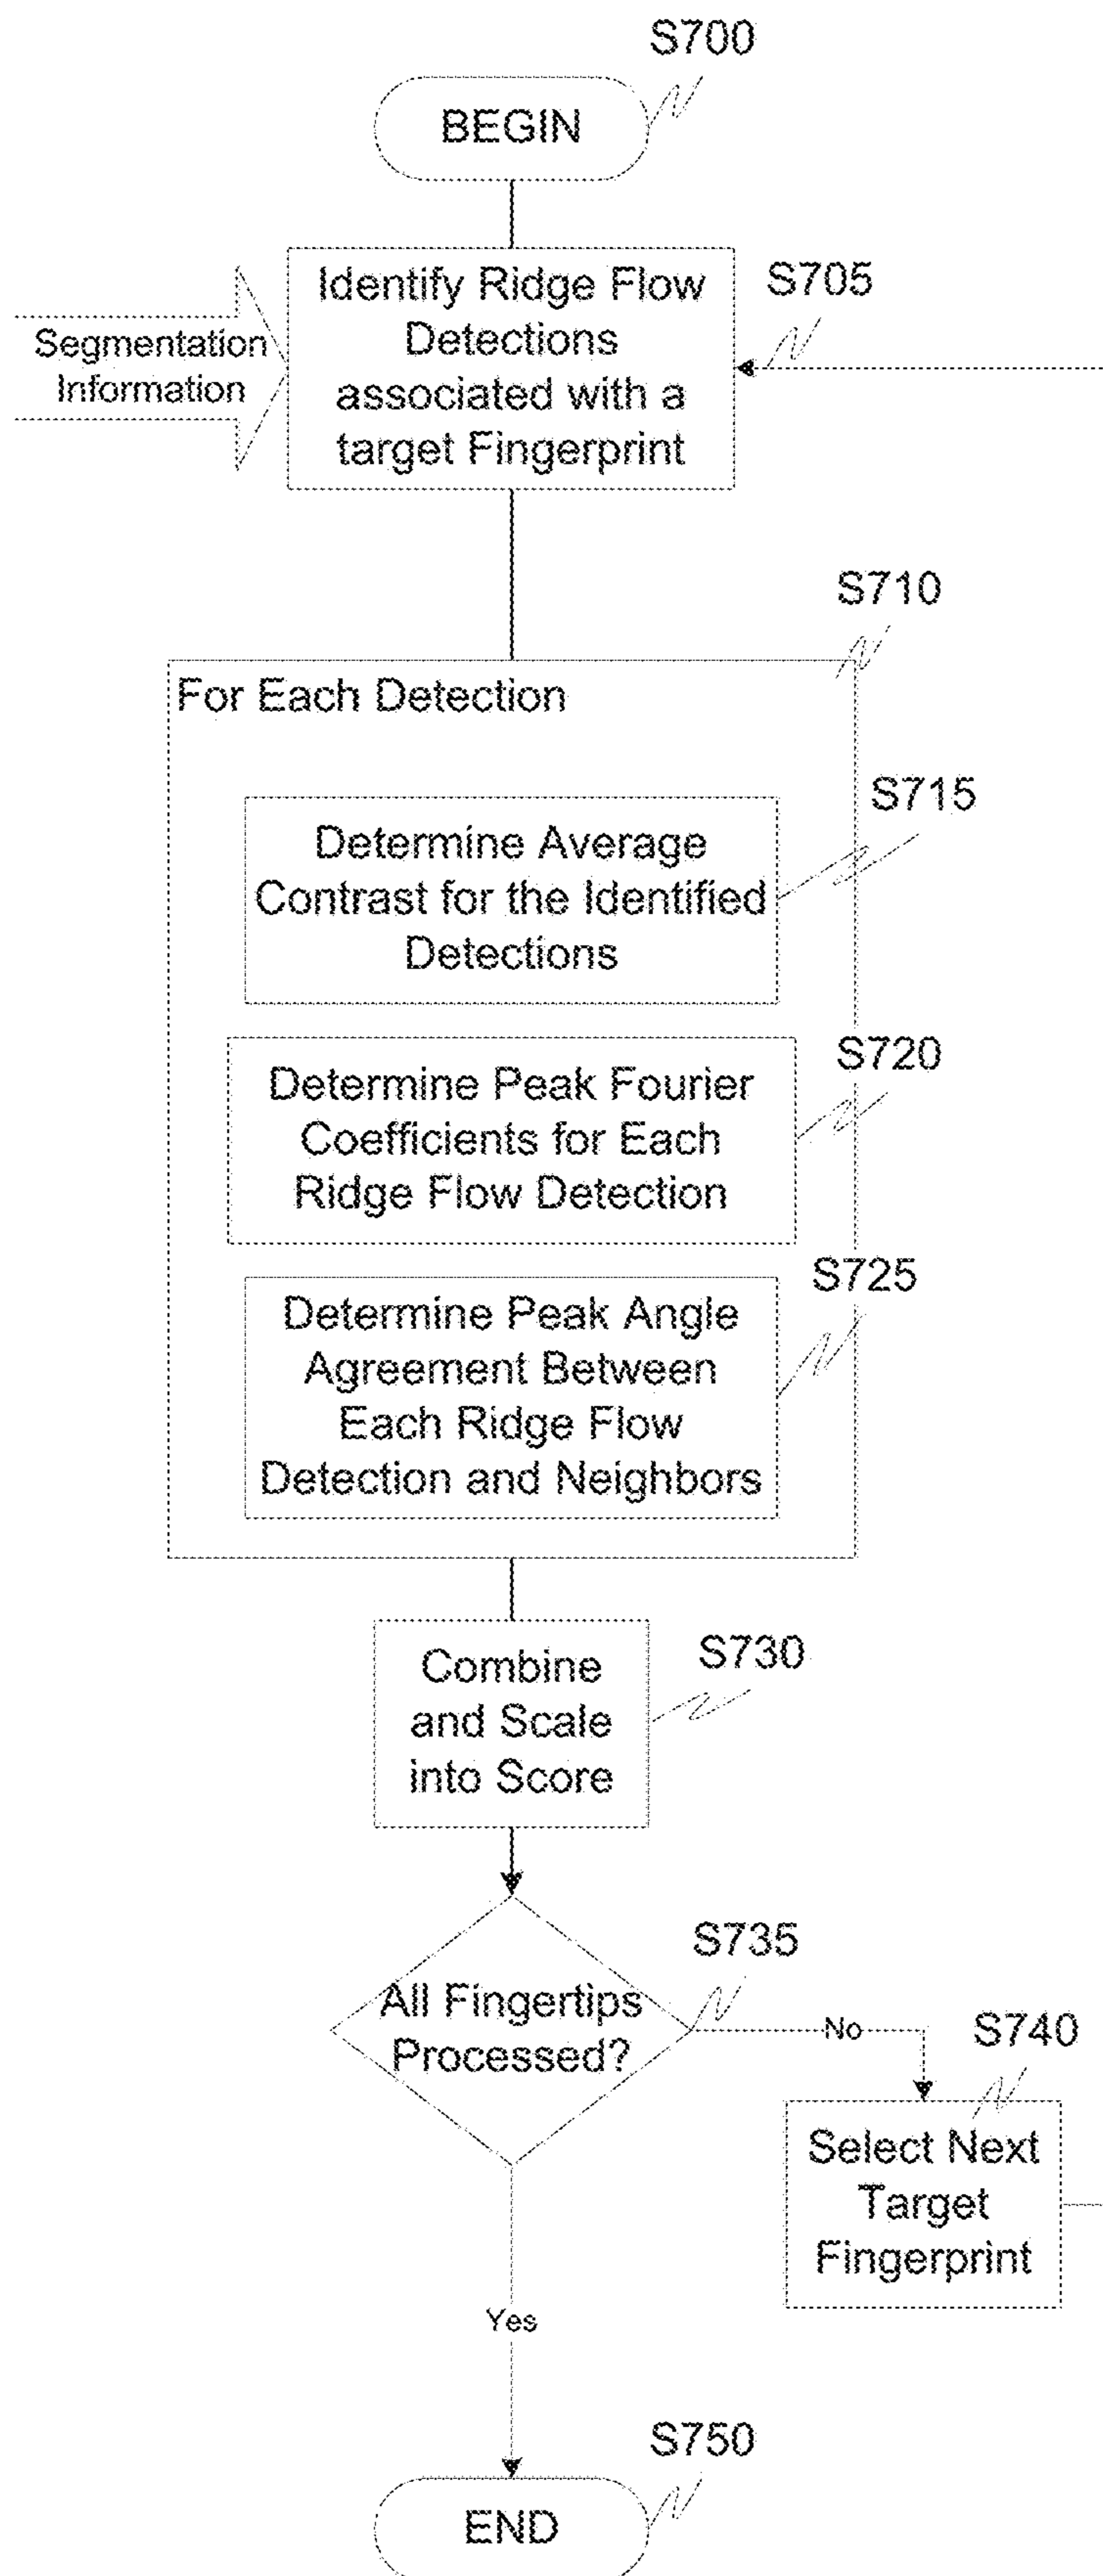 S700
BEGIN
Identify Ridge Flow
Detections
associated with a
target Fingerprint
S705
Segmentation
Information
S710
For Each Detection
S715
Determine Average
Contrast for the Identified
Detections
S720
Determine Peak Fourier
Coefficients for Each
Ridge Flow Detection
S725
Determine Peak Angle
Agreement Between
Each Ridge Flow
Detection and Neighbors
S730
Combine
and Scale
into Score
S735
All Fingertips
Processed?
No
S740
Select Next
Target
Fingerprint
Yes
S750
END